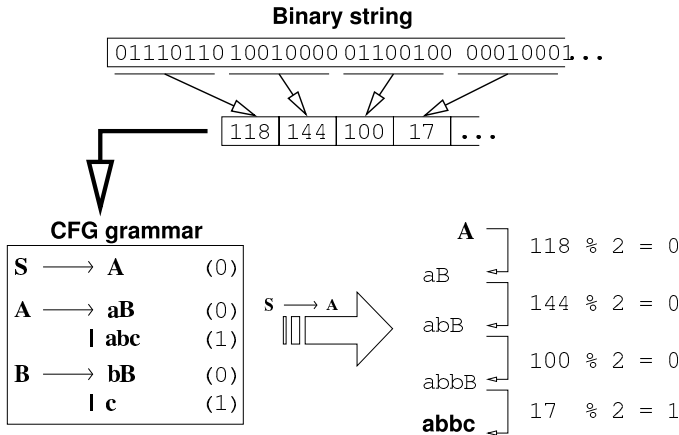 Binary string
01110110 10010000 01100100 00010001...
118 144 100 17 ...
CFG grammar
S A (0)
A aB (0)
| abc (1)
B bB (0)
| c (1)
S A
A
118 % 2 = 0
aB
144 % 2 = 0
abB
100 % 2 = 0
abbB
17 % 2 = 1
abbc